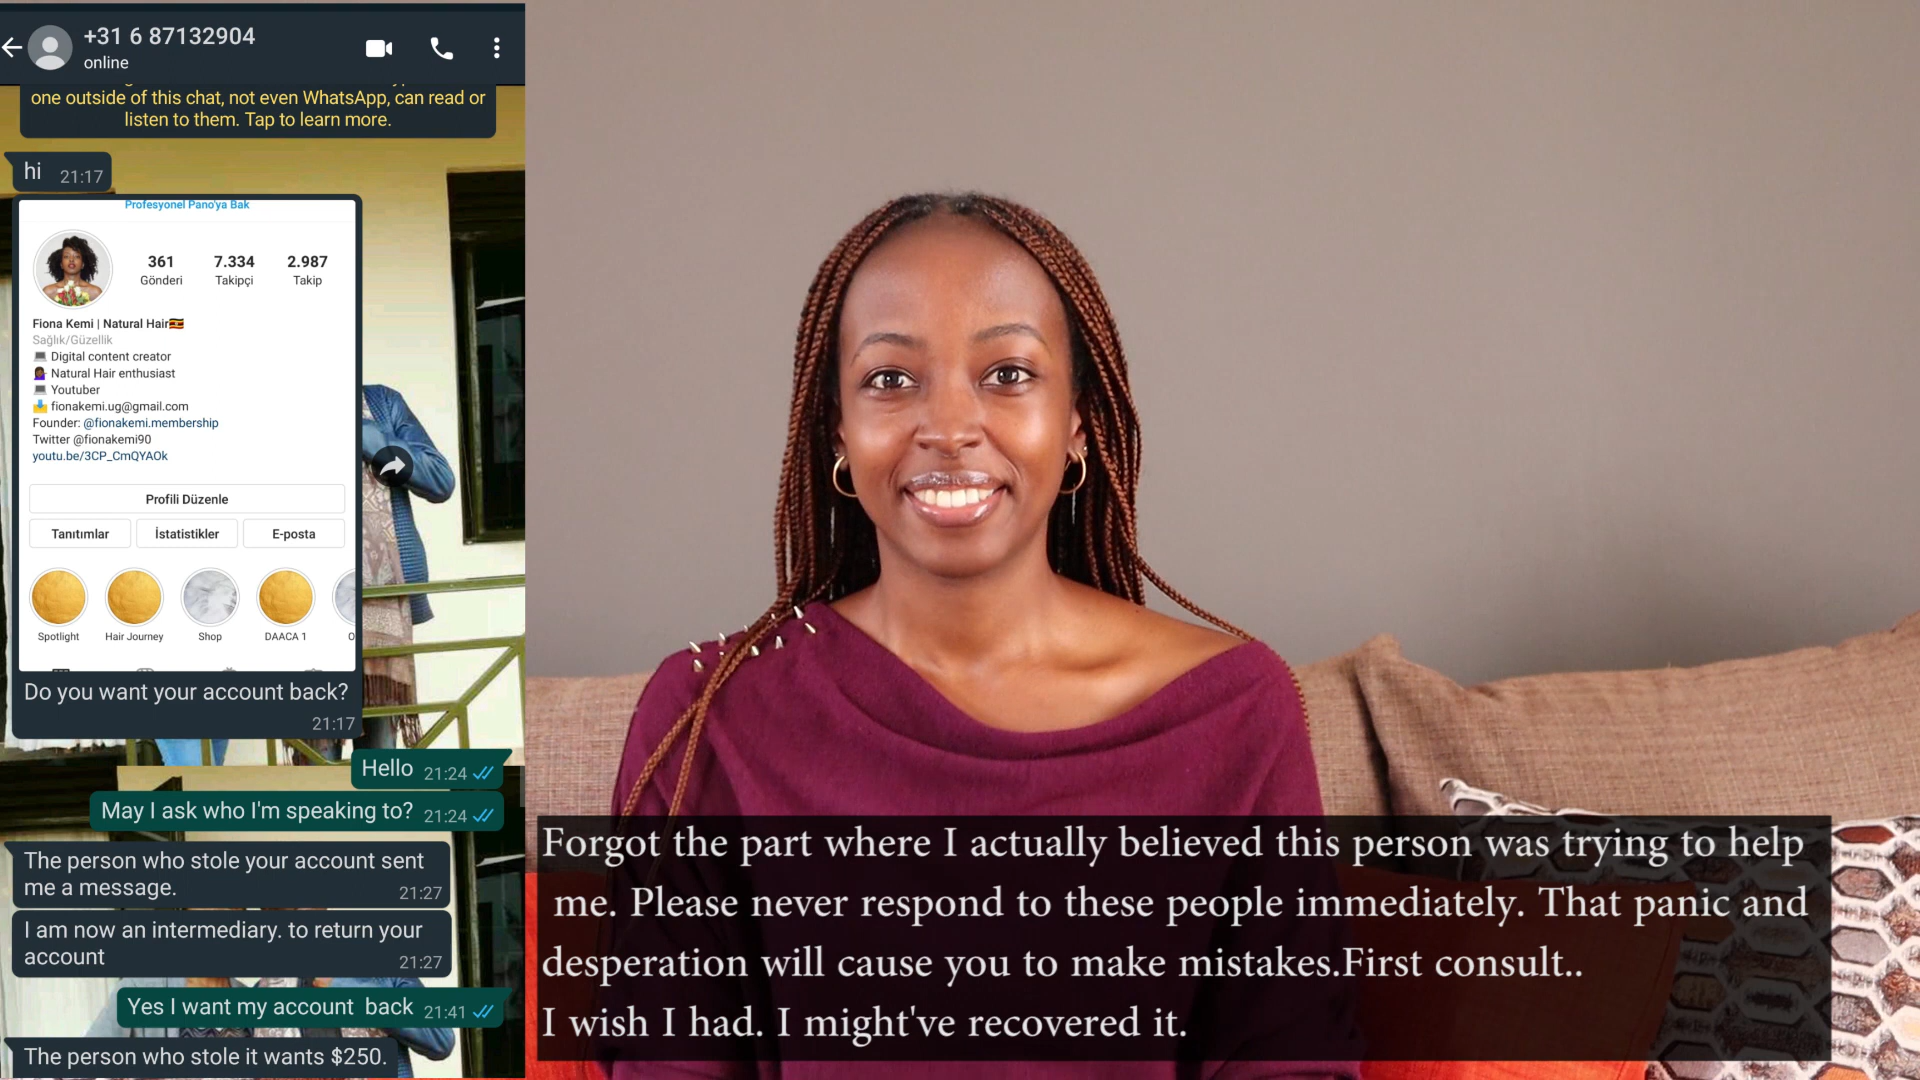 +31 6 87132904
online
one outside of this chat, not even WhatsApp, can read or
listen to them. Tap to learn more.
hi 21:17
Profesyonel Pano'ya Bak
361 7.334 2.987
Gönderi Takipçi Takip
Fiona Kemi | Natural Hair🇺🇬
Sağlık/Güzellik
💻 Digital content creator
💁🏿‍♀️ Natural Hair enthusiast
💻 Youtuber
📩 fionakemi.ug@gmail.com
Founder: @fionakemi.membership
Twitter @fionakemi90
youtu.be/3CP_CmQYAOk
Profili Düzenle
Tanıtımlar İstatistikler E-posta
Spotlight Hair Journey Shop DAACA 1 O
Do you want your account back?
21:17
Hello 21:24
May I ask who I'm speaking to? 21:24
The person who stole your account sent
me a message. 21:27
I am now an intermediary. to return your
account 21:27
Yes I want my account  back 21:41
The person who stole it wants $250.
Forgot the part where I actually believed this person was trying to help
me. Please never respond to these people immediately. That panic and
desperation will cause you to make mistakes.First consult..
I wish I had. I might've recovered it.